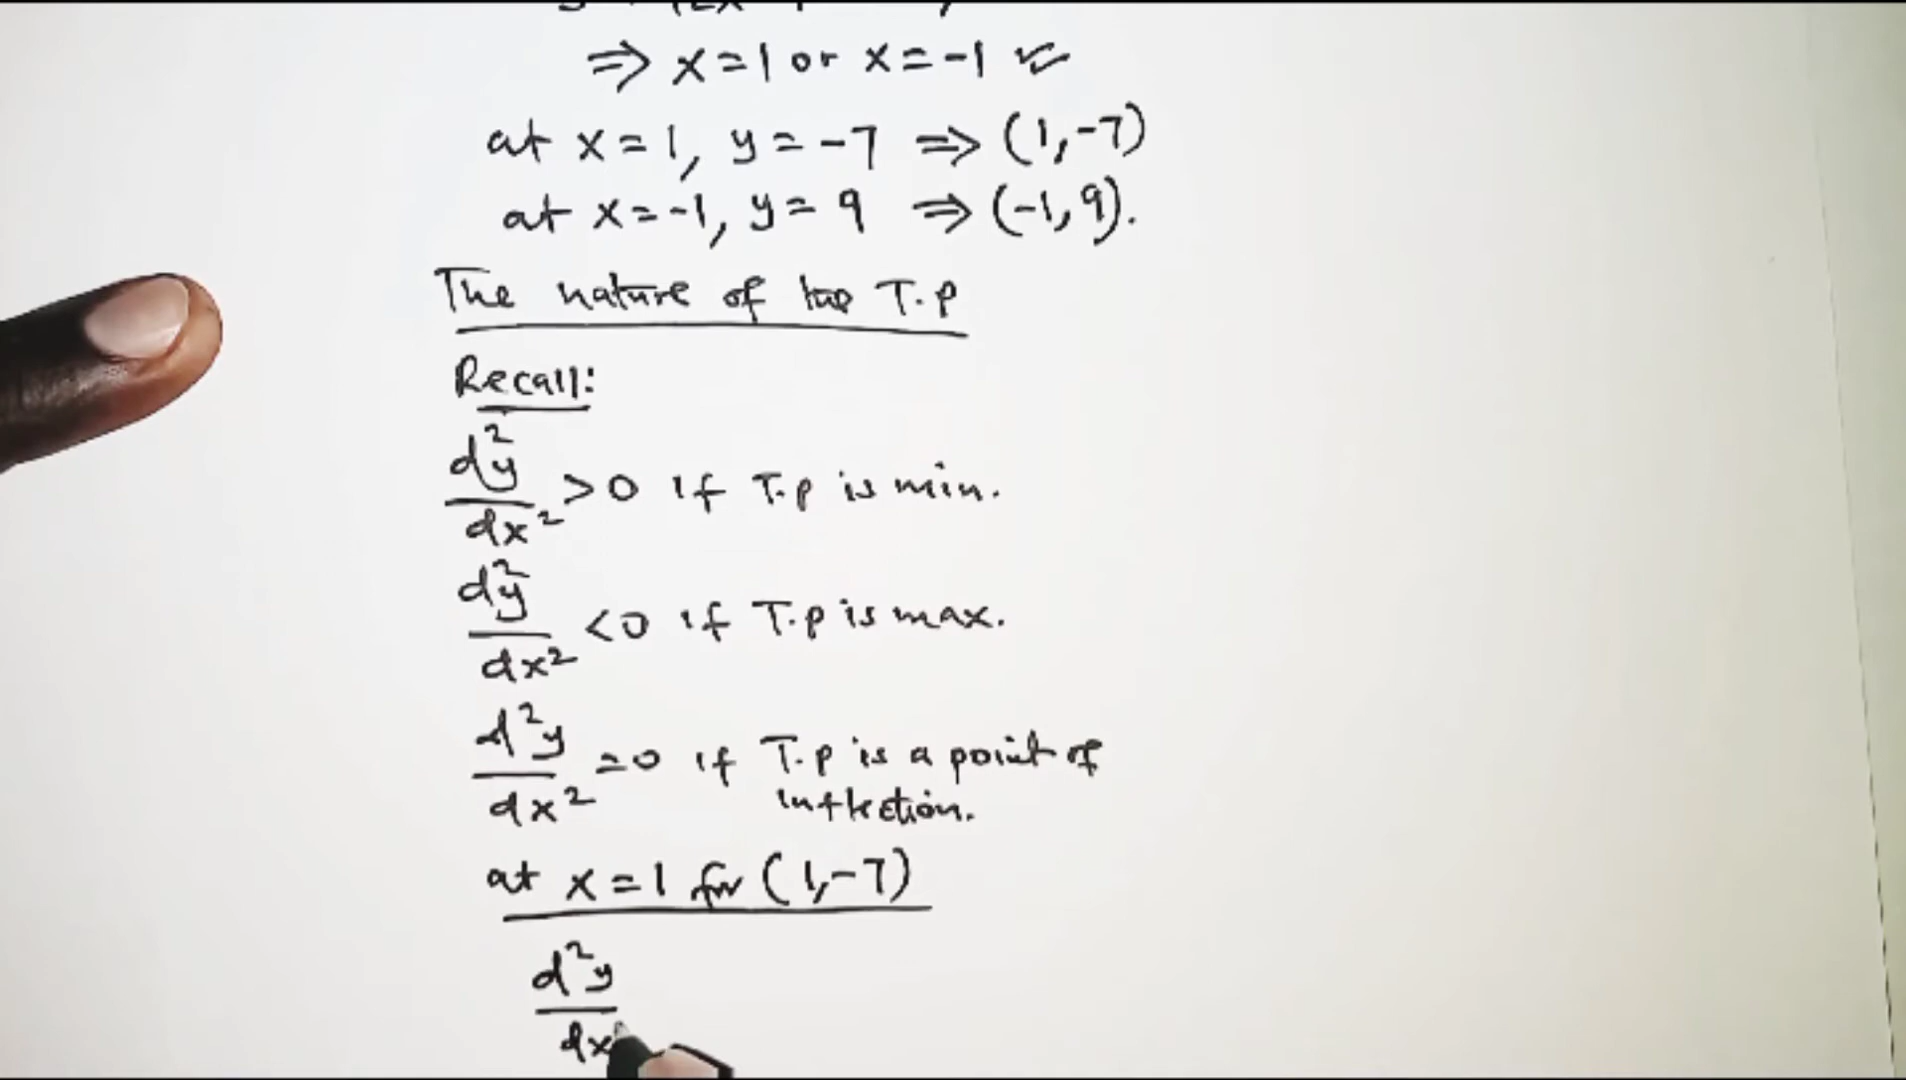 ⇒ x=1 or x=-1
at x=1, y=-7 ⇒ (1,-7)
at x=-1, y=9 ⇒ (-1,9).
The nature of the T.P
Recall:
d²y/dx² >0 if T.P is min.
d²y/dx² <0 if T.P is max.
d²y/dx² =0 if T.P is a point of
inflection.
at x=1 for (1,-7)
d²y/dx